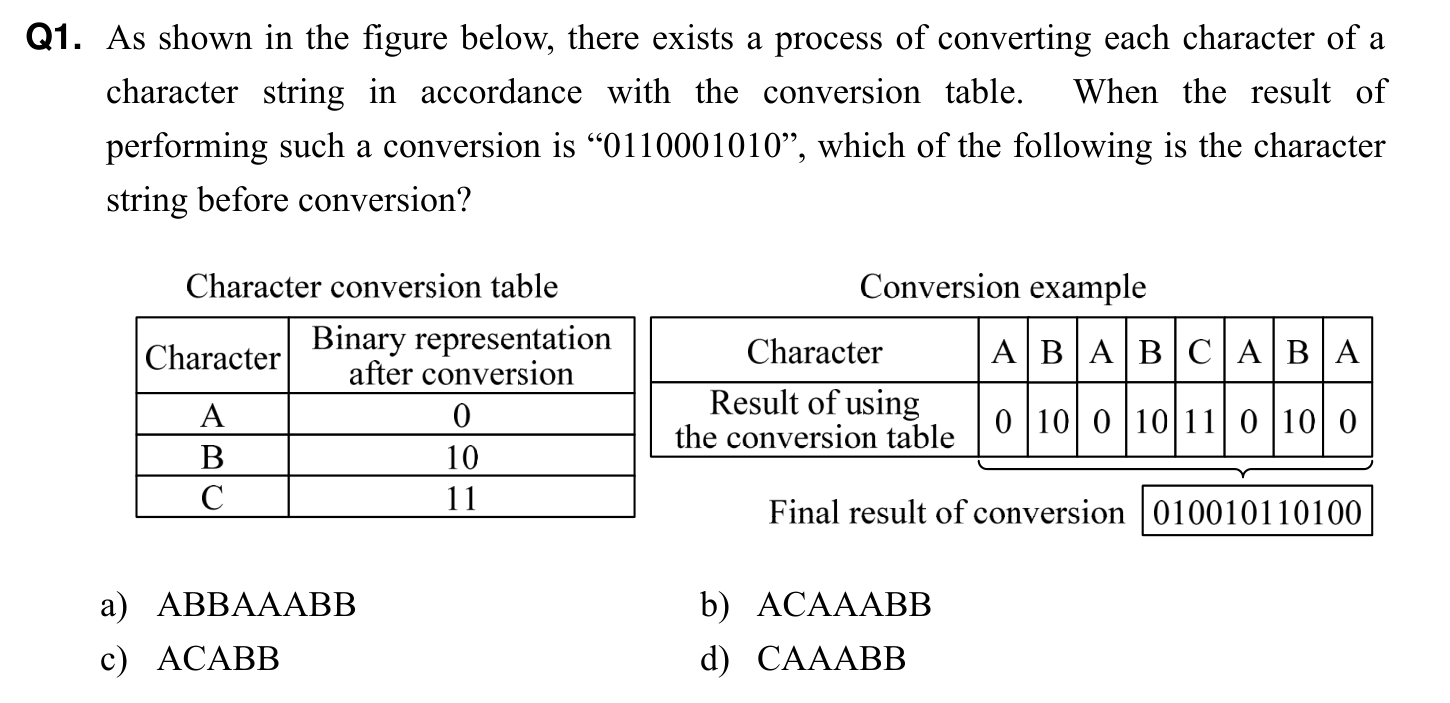 Q1. As shown in the figure below, there exists a process of converting each character of a
character string in accordance with the conversion table. When the result of
performing such a conversion is “0110001010”, which of the following is the character
string before conversion?
Character conversion table
Character
Binary representation
after conversion
A 0
B 10
C 11
Conversion example
Character A B A B C A B A
Result of using
the conversion table
0 10 0 10 11 0 10 0
Final result of conversion 010010110100
a) ABBAAABB
b) ACAAABB
c) ACABB
d) CAAABB